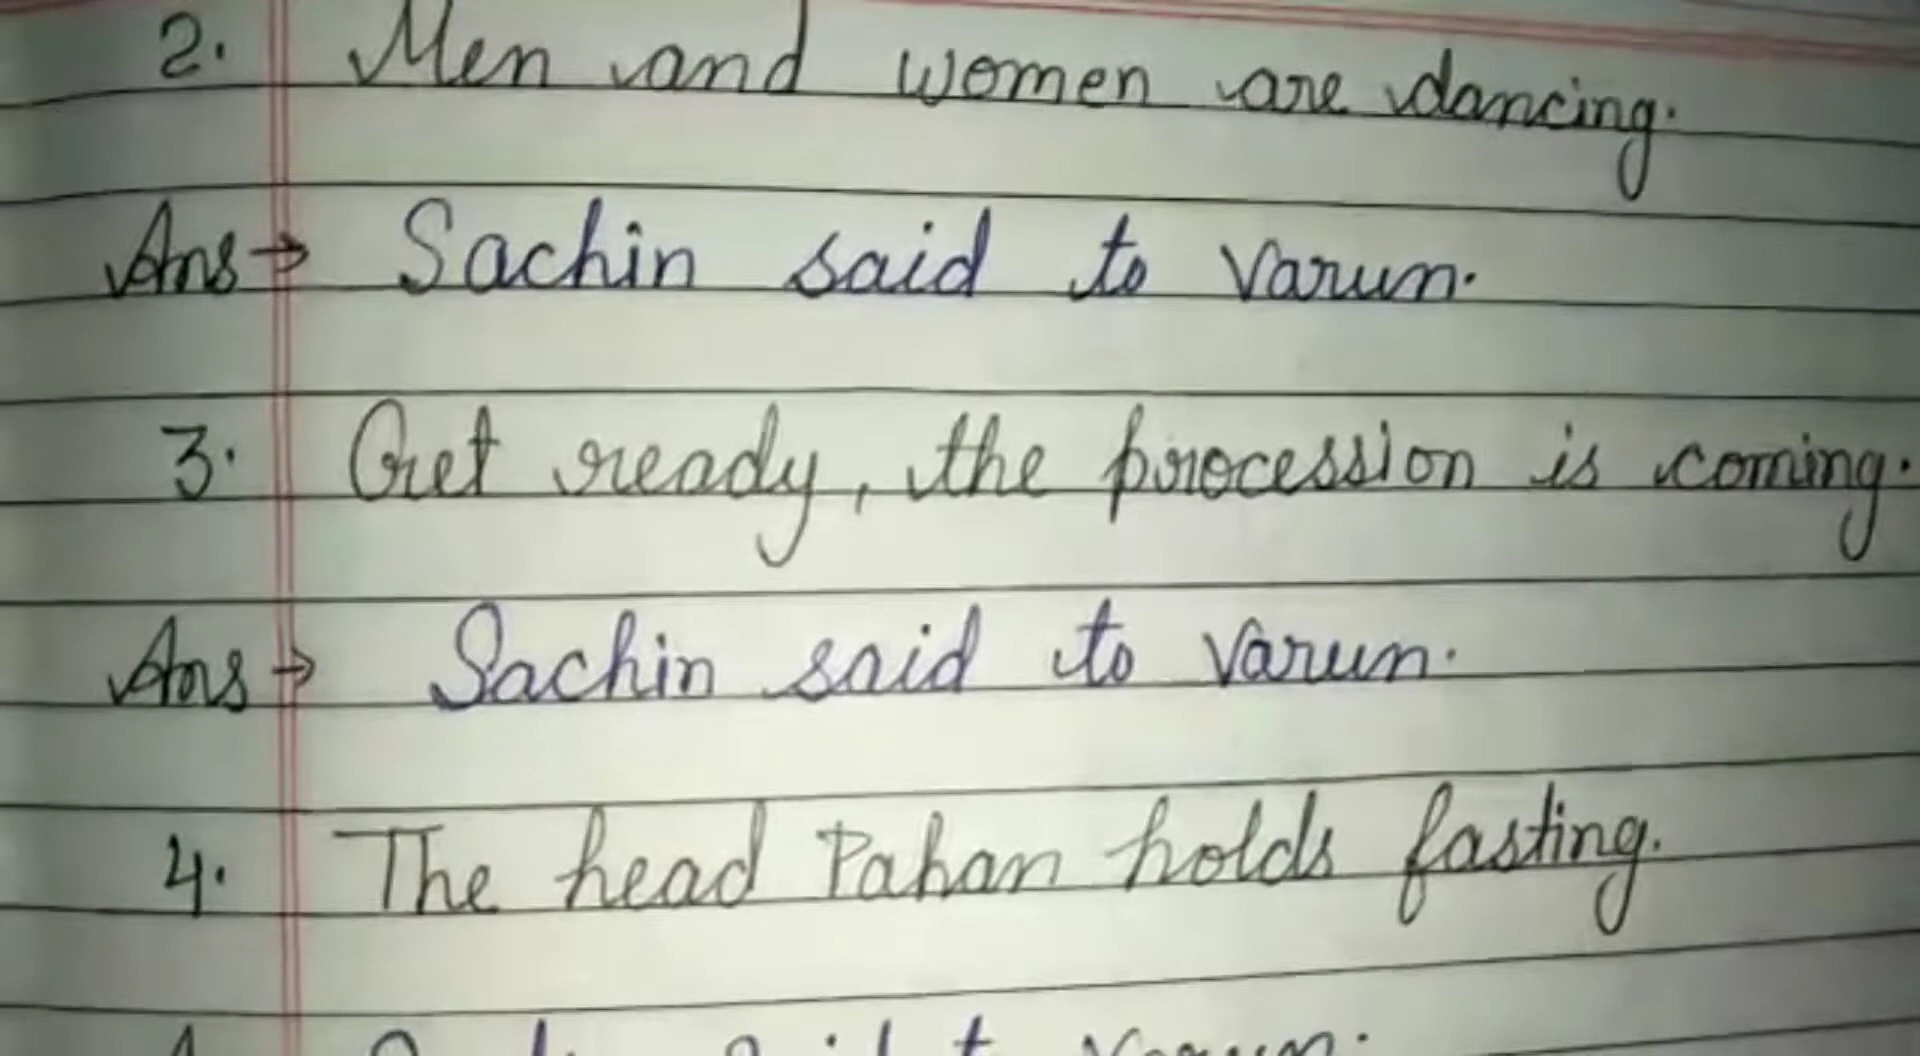 2. Men and women are dancing.
Ans → Sachin said to Varun.
3. Get ready, the procession is coming.
Ans → Sachin said to Varun.
4. The head Pahan holds fasting.